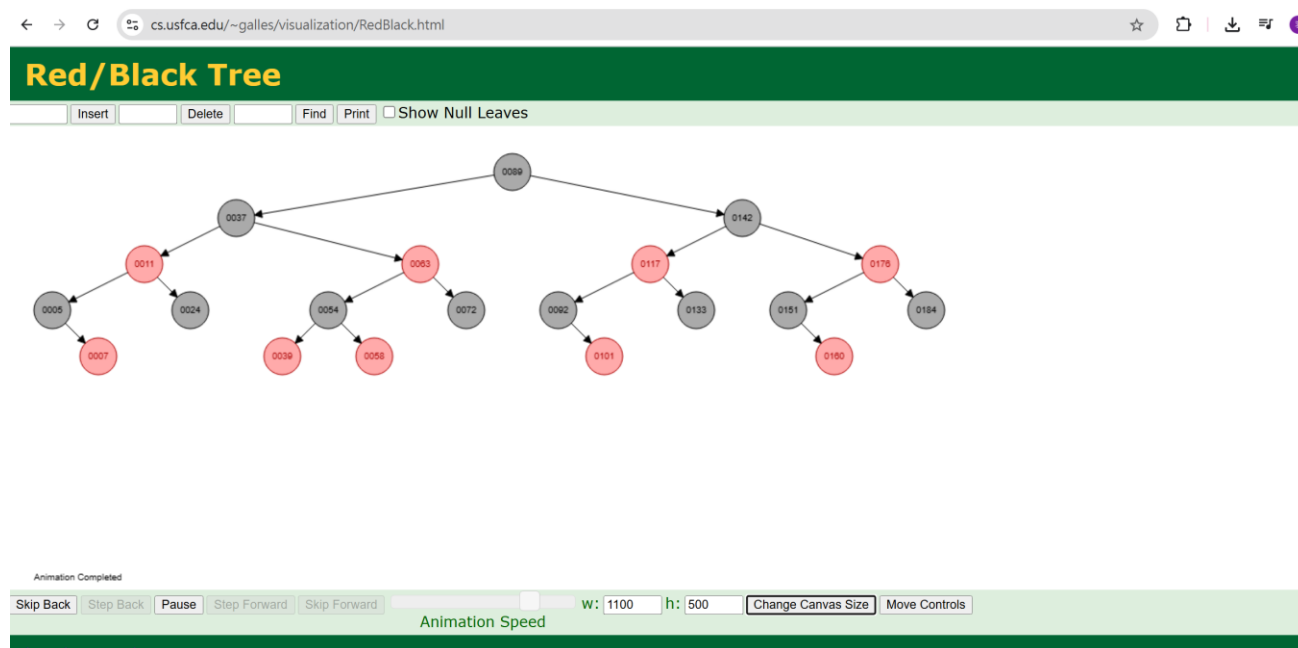 cs.usfca.edu/~galles/visualization/RedBlack.html
Red/Black Tree
Insert Delete Find Print Show Null Leaves
0089
0037 0142
0011 0063 0117 0176
0005 0024 0054 0072 0092 0133 0151 0184
0007 0039 0058 0101 0160
Animation Completed
Skip Back Step Back Pause Step Forward Skip Forward w: 1100 h: 500 Change Canvas Size Move Controls
Animation Speed